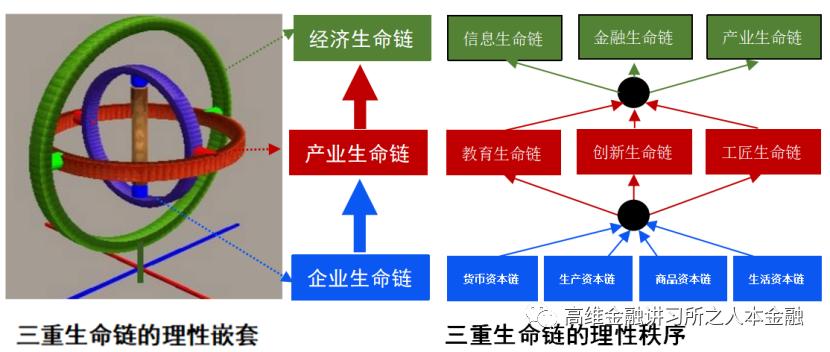 经济生命链
产业生命链
企业生命链
三重生命链的理性嵌套
信息生命链
金融生命链
产业生命链
教育生命链
创新生命链
工匠生命链
货币资本链
生产资本链
商品资本链
生活资本链
高维金融讲习所之人本金融
三重生命链的理性秩序